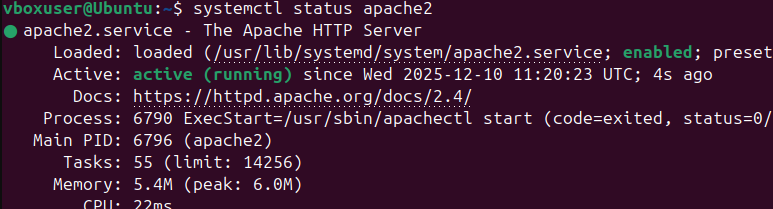 vboxuser@Ubuntu:~$ systemctl status apache2
● apache2.service - The Apache HTTP Server
Loaded: loaded (/usr/lib/systemd/system/apache2.service; enabled; preset
Active: active (running) since Wed 2025-12-10 11:20:23 UTC; 4s ago
Docs: https://httpd.apache.org/docs/2.4/
Process: 6790 ExecStart=/usr/sbin/apachectl start (code=exited, status=0/
Main PID: 6796 (apache2)
Tasks: 55 (limit: 14256)
Memory: 5.4M (peak: 6.0M)
CPU: 22ms